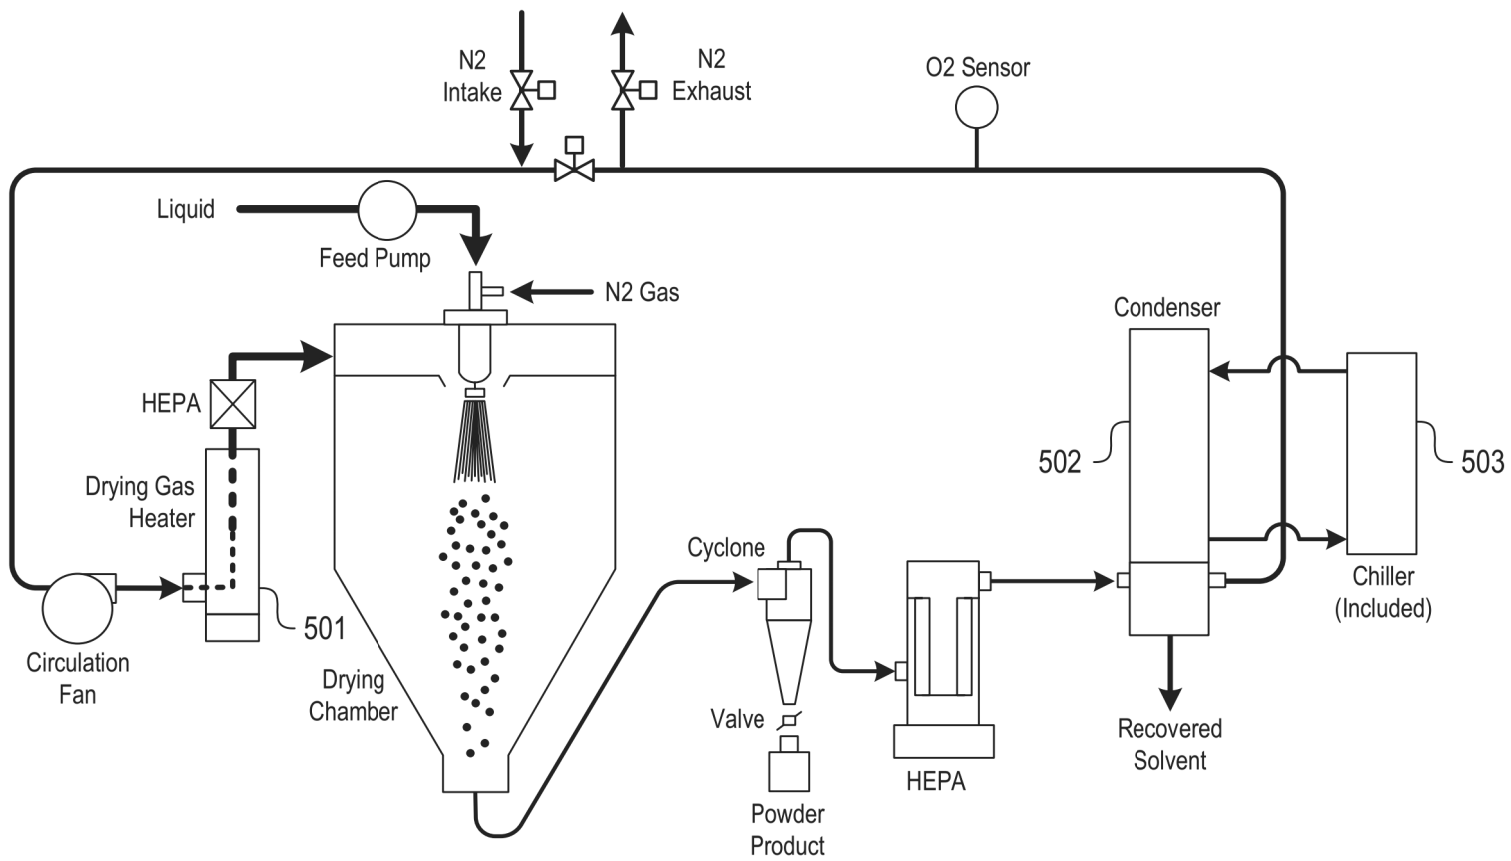 N2
Intake
N2
Exhaust
O2 Sensor
Liquid
Feed Pump
N2 Gas
Condenser
HEPA
502
503
Drying Gas
Heater
Cyclone
Chiller
(Included)
501
Circulation
Fan
Drying
Chamber
Valve
Recovered
Solvent
HEPA
Powder
Product